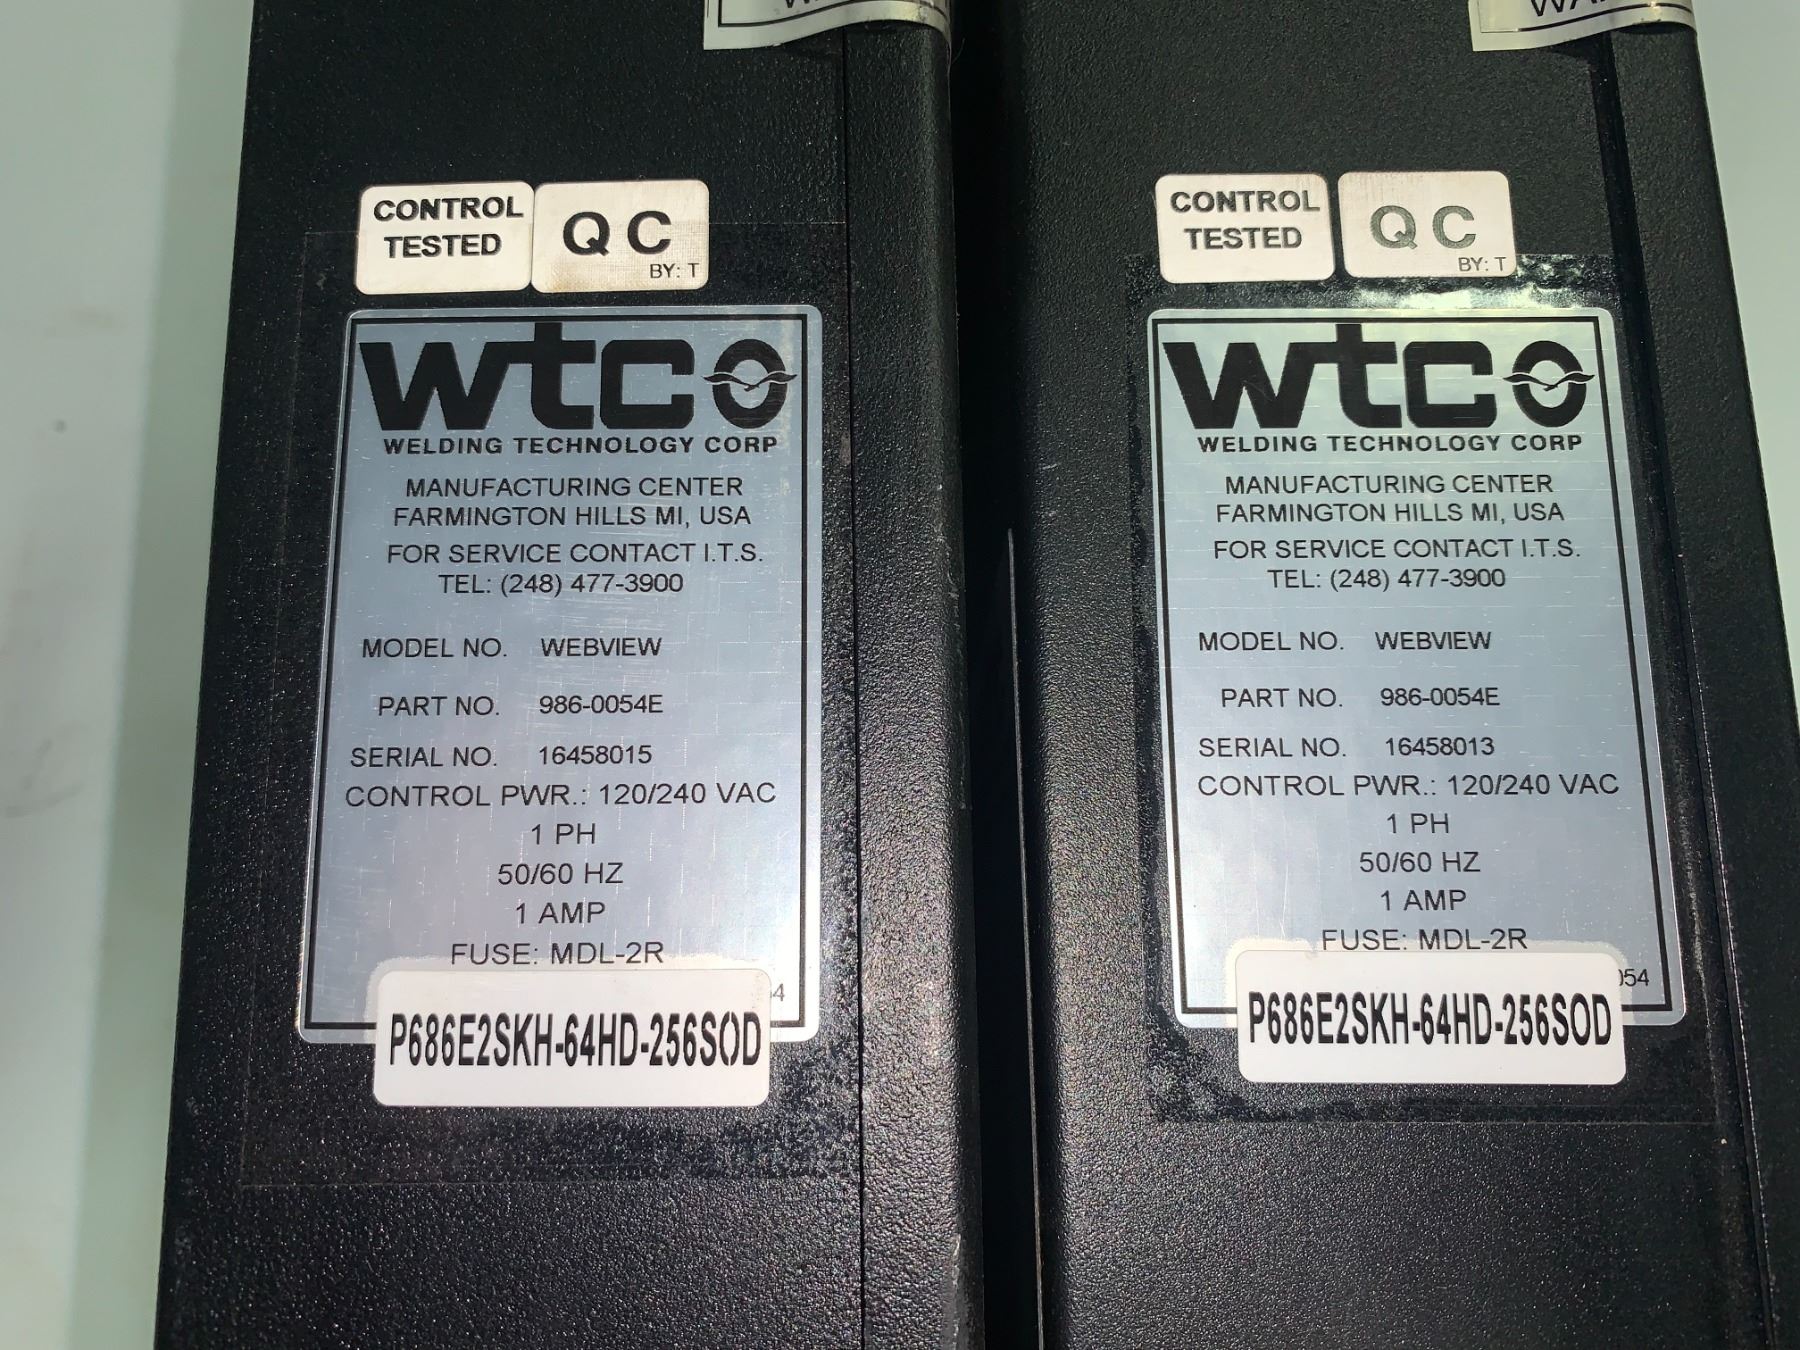 CONTROL
TESTED
QC
BY: T
wtco
WELDING TECHNOLOGY CORP
MANUFACTURING CENTER
FARMINGTON HILLS MI, USA
FOR SERVICE CONTACT I.T.S.
TEL: (248) 477-3900
MODEL NO. WEBVIEW
PART NO. 986-0054E
SERIAL NO. 16458015
CONTROL PWR.: 120/240 VAC
1 PH
50/60 HZ
1 AMP
FUSE: MDL-2R
P686E2SKH-64HD-256SOD
CONTROL
TESTED
QC
BY: T
wtco
WELDING TECHNOLOGY CORP
MANUFACTURING CENTER
FARMINGTON HILLS MI, USA
FOR SERVICE CONTACT I.T.S.
TEL: (248) 477-3900
MODEL NO. WEBVIEW
PART NO. 986-0054E
SERIAL NO. 16458013
CONTROL PWR.: 120/240 VAC
1 PH
50/60 HZ
1 AMP
FUSE: MDL-2R
P686E2SKH-64HD-256SOD